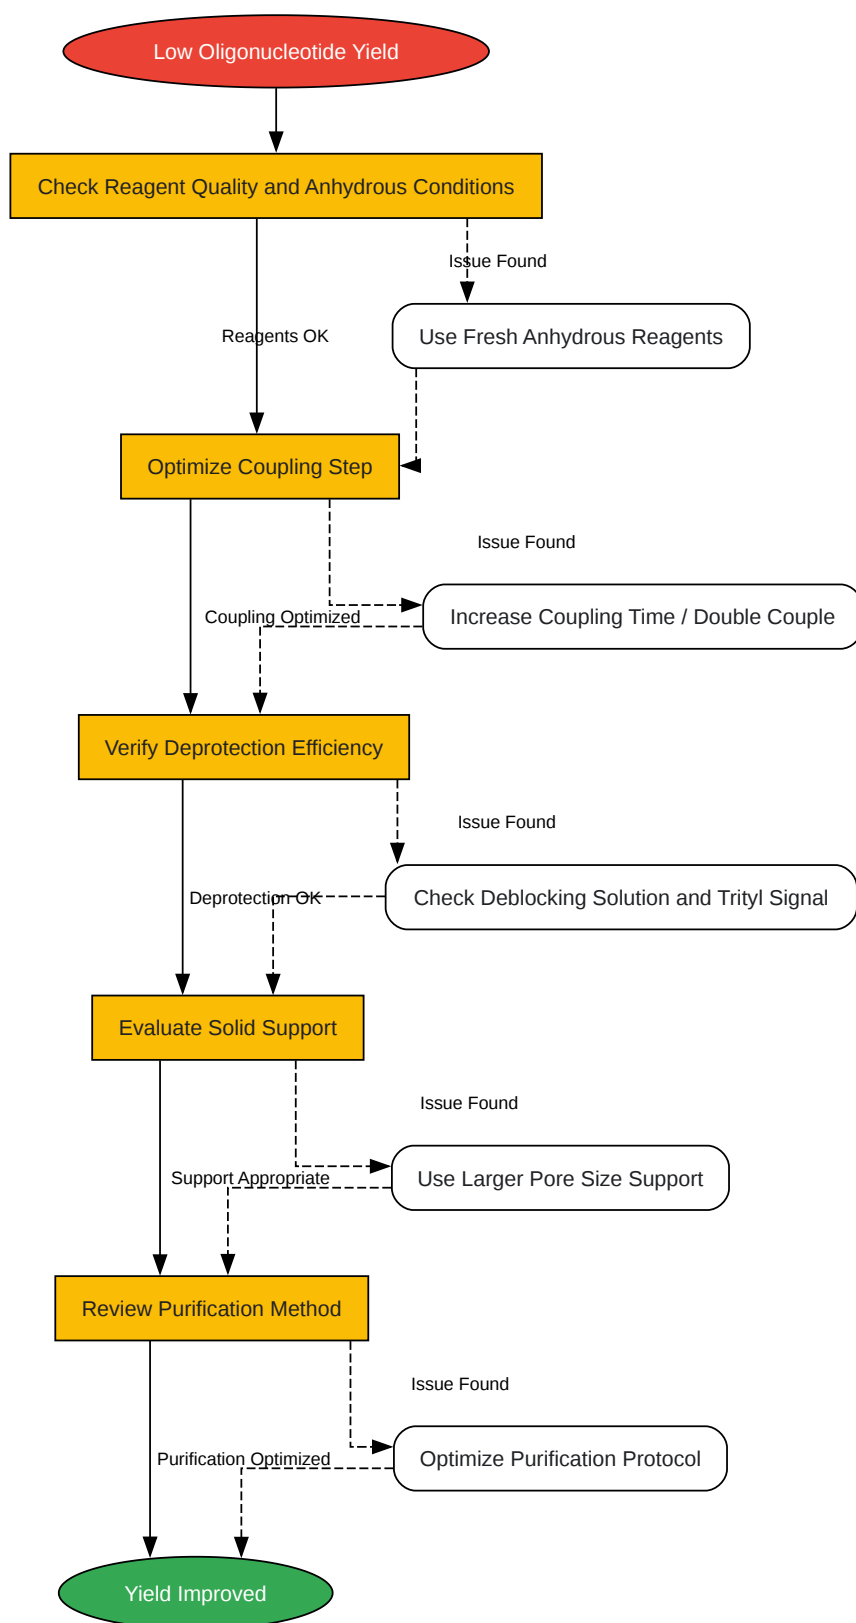 Low Oligonucleotide Yield
Check Reagent Quality and Anhydrous Conditions
Issue Found
Reagents OK
Use Fresh Anhydrous Reagents
Optimize Coupling Step
Issue Found
Coupling Optimized
Increase Coupling Time / Double Couple
Verify Deprotection Efficiency
Issue Found
Deprotection OK
Check Deblocking Solution and Trityl Signal
Evaluate Solid Support
Issue Found
Support Appropriate
Use Larger Pore Size Support
Review Purification Method
Issue Found
Purification Optimized
Optimize Purification Protocol
Yield Improved